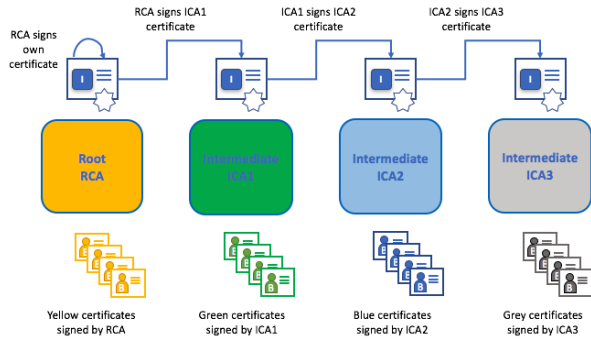 RCA signs
own
certificate
RCA signs ICA1
certificate
ICA1 signs ICA2
certificate
ICA2 signs ICA3
certificate
I
I
I
I
Root
RCA
Intermediate
ICA1
Intermediate
ICA2
Intermediate
ICA3
B
B
B
B
Yellow certificates
signed by RCA
Green certificates
signed by ICA1
Blue certificates
signed by ICA2
Grey certificates
signed by ICA3